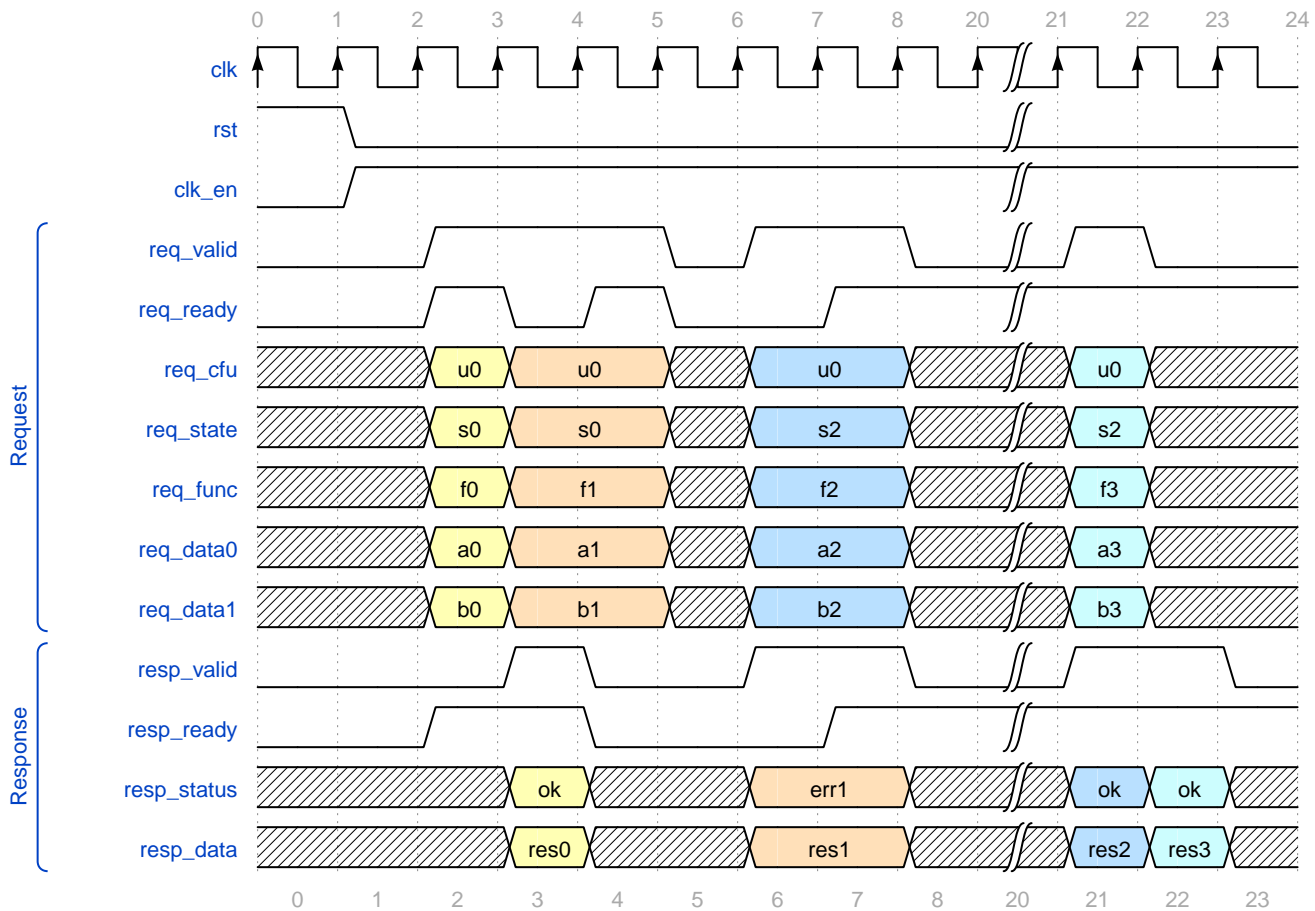 0 1 2 3 4 5 6 7 8 20 21 22 23 24
clk
rst
clk_en
Request
req_valid
req_ready
req_cfu u0 u0 u0 u0
req_state s0 s0 s2 s2
req_func f0 f1 f2 f3
req_data0 a0 a1 a2 a3
req_data1 b0 b1 b2 b3
Response
resp_valid
resp_ready
resp_status ok err1 ok ok
resp_data res0 res1 res2 res3
0 1 2 3 4 5 6 7 8 20 21 22 23